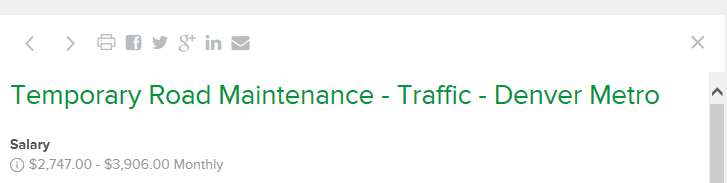 Temporary Road Maintenance - Traffic - Denver Metro
Salary
$2,747.00 - $3,906.00 Monthly